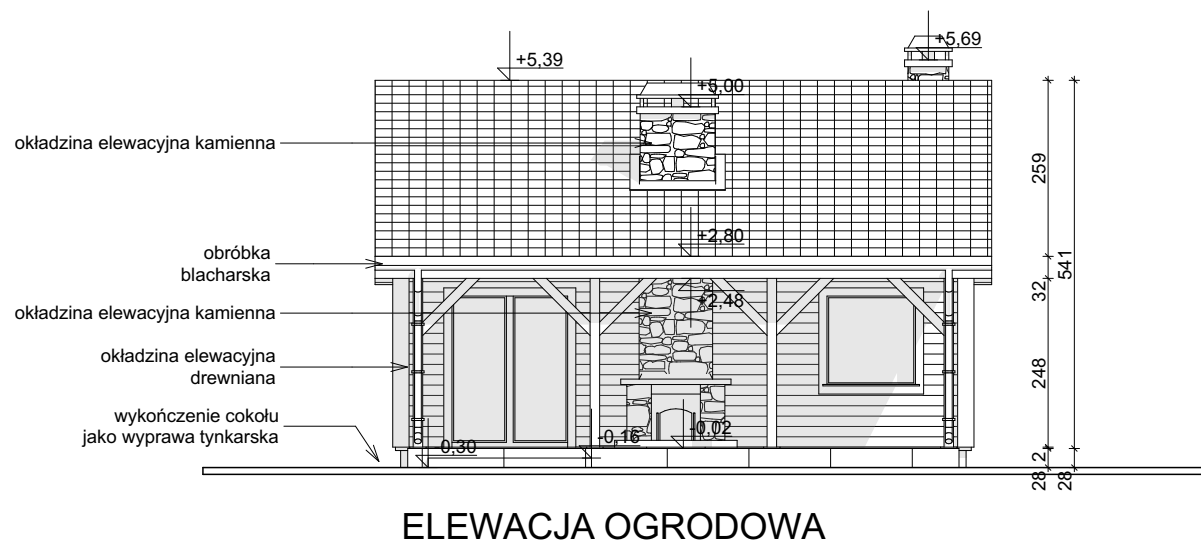 +5,69
+5,39
+5,00
okładzina elewacyjna kamienna
259
+2,80
obróbka
blacharska
541
32
+2,48
okładzina elewacyjna kamienna
okładzina elewacyjna
drewniana
248
wykończenie cokołu
jako wyprawa tynkarska
-0,30
-0,16
-0,02
2
28
28
ELEWACJA OGRODOWA